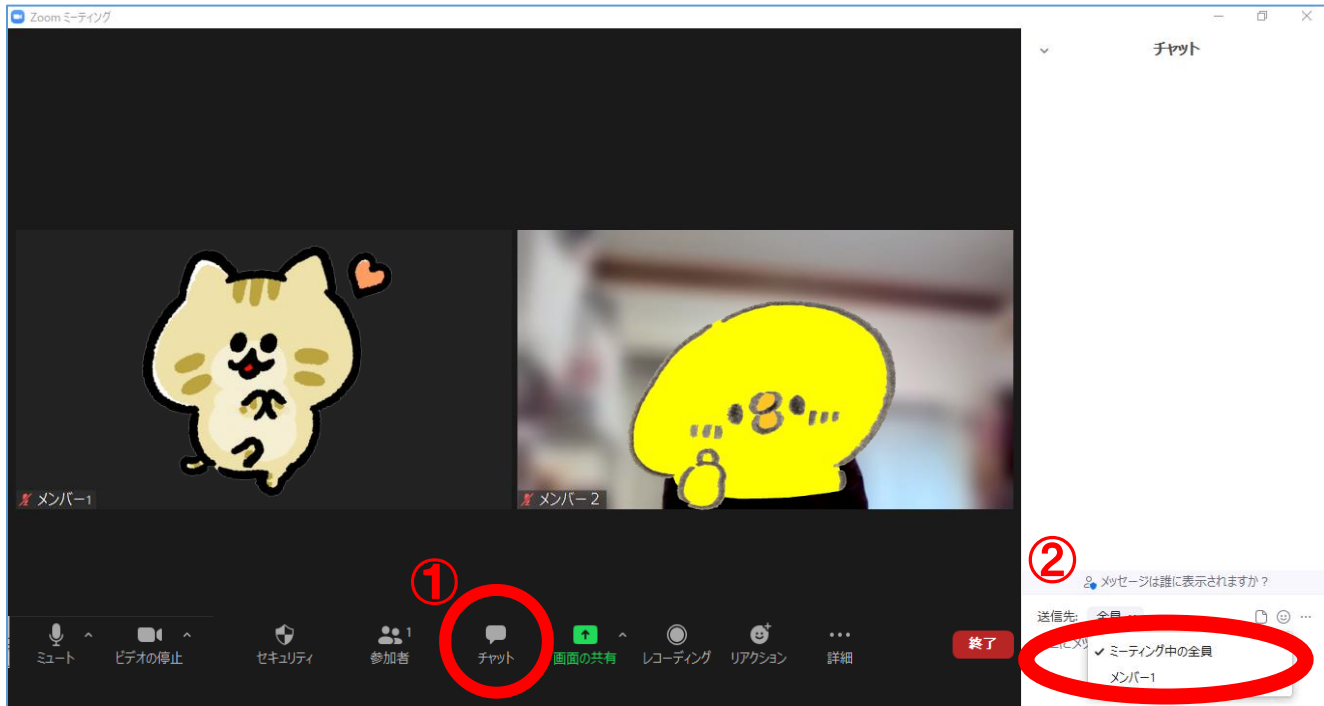 Zoom ミーティング
チャット
メンバー1
メンバー 2
①
②
メッセージは誰に表示されますか？
送信先: 全員
ミーティング中の全員
メンバー1
ミュート
ビデオの停止
セキュリティ
1
参加者
チャット
画面の共有
レコーディング
リアクション
詳細
終了